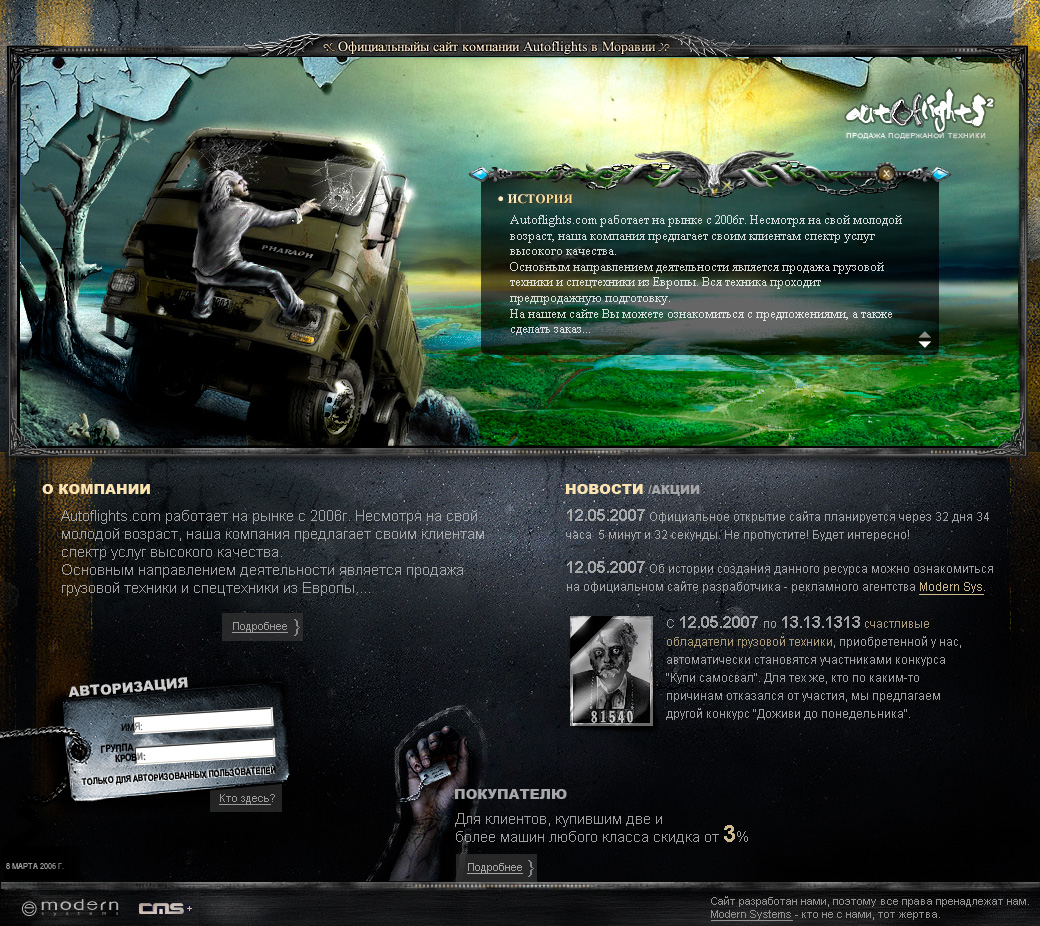 Официальныйы сайт компании Autoflights в Моравии
autoflights²
ПРОДАЖА ПОДЕРЖАНОЙ ТЕХНИКИ
PHARAOH
• ИСТОРИЯ
Autoflights.com работает на рынке с 2006г. Несмотря на свой молодой
возраст, наша компания предлагает своим клиентам спектр услуг
высокого качества.
Основным направлением деятельности является продажа грузовой
техники и спецтехники из Европы. Вся техника проходит
предпродажную подготовку.
На нашем сайте Вы можете ознакомиться с предпожениями, а также
сделать заказ...
О КОМПАНИИ
Autoflights.com работает на рынке с 2006г. Несмотря на свой
молодой возраст, наша компания предлагает своим клиентам
спектр услуг высокого качества.
Основным направлением деятельности является продажа
грузовой техники и спецтехники из Европы,...
Подробнее }
НОВОСТИ /АКЦИИ
12.05.2007 Официальное открытие сайта планируется через 32 дня 34
часа 5 минут и 32 секунды. Не пропустите! Будет интересно!
12.05.2007 Об истории создания данного ресурса можно ознакомиться
на официальном сайте разработчика - рекламного агентства Modern Sys.
С 12.05.2007 по 13.13.1313 счастливые
обладатели грузовой техники, приобретенной у нас,
автоматически становятся участниками конкурса
"Купи самосвал". Для тех же, кто по каким-то
причинам отказался от участия, мы предлагаем
другой конкурс "Доживи до понедельника".
81540
АВТОРИЗАЦИЯ
ИМЯ:
ГРУППА
КРОВИ:
ТОЛЬКО ДЛЯ АВТОРИЗОВАННЫХ ПОЛЬЗОВАТЕЛЕЙ
Кто здесь?
ПОКУПАТЕЛЮ
Для клиентов, купившим две и
более машин любого класса скидка от 3%
Подробнее }
8 МАРТА 2006 Г.
modern
systems
CMS+
Сайт разработан нами, поэтому все права пренадлежат нам.
Modern Systems - кто не с нами, тот жертва.